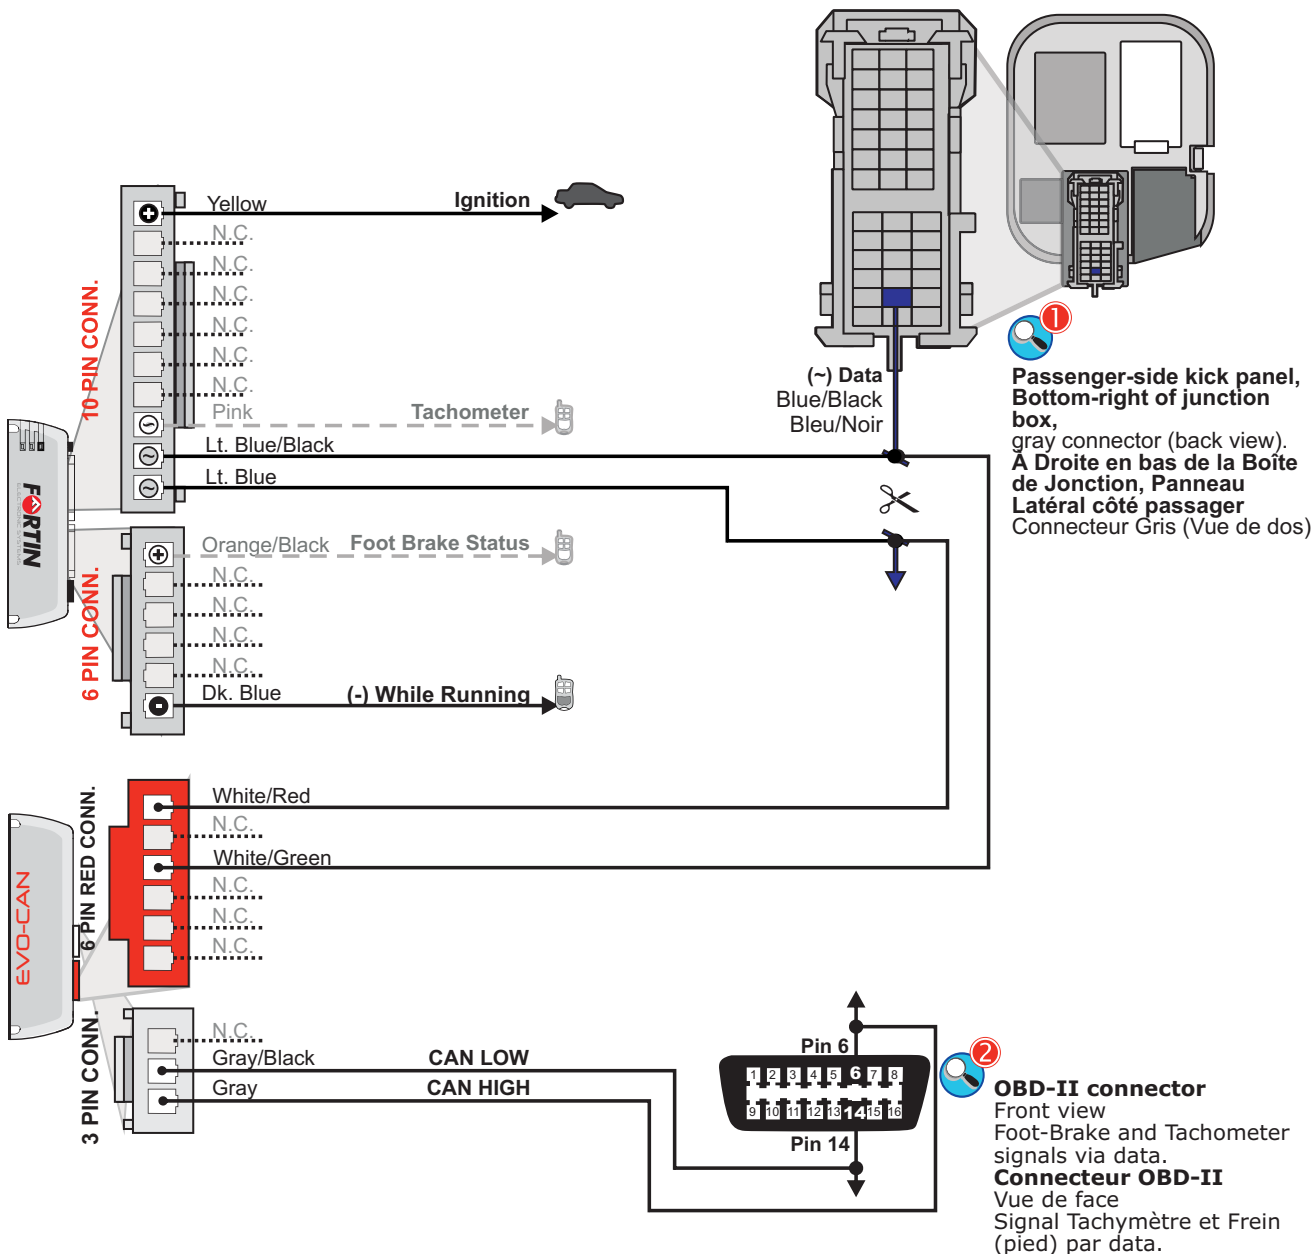 Yellow
Ignition
N.C.
N.C.
N.C.
N.C.
N.C.
N.C.
Pink
Tachometer
Lt. Blue/Black
Lt. Blue
10 PIN CONN.
FORTIN
Orange/Black
Foot Brake Status
N.C.
N.C.
N.C.
N.C.
Dk. Blue
(-) While Running
6 PIN CONN.
(~) Data
Blue/Black
Bleu/Noir
1
Passenger-side kick panel,
Bottom-right of junction
box,
gray connector (back view).
À Droite en bas de la Boîte
de Jonction, Panneau
Latéral côté passager
Connecteur Gris (Vue de dos)
White/Red
N.C.
White/Green
N.C.
N.C.
N.C.
6 PIN RED CONN.
EVO-CAN
N.C.
Gray/Black
CAN LOW
Gray
CAN HIGH
3 PIN CONN.
Pin 6
1 2 3 4 5 6 7 8
9 10 11 12 13 14 15 16
Pin 14
2
OBD-II connector
Front view
Foot-Brake and Tachometer
signals via data.
Connecteur OBD-II
Vue de face
Signal Tachymètre et Frein
(pied) par data.